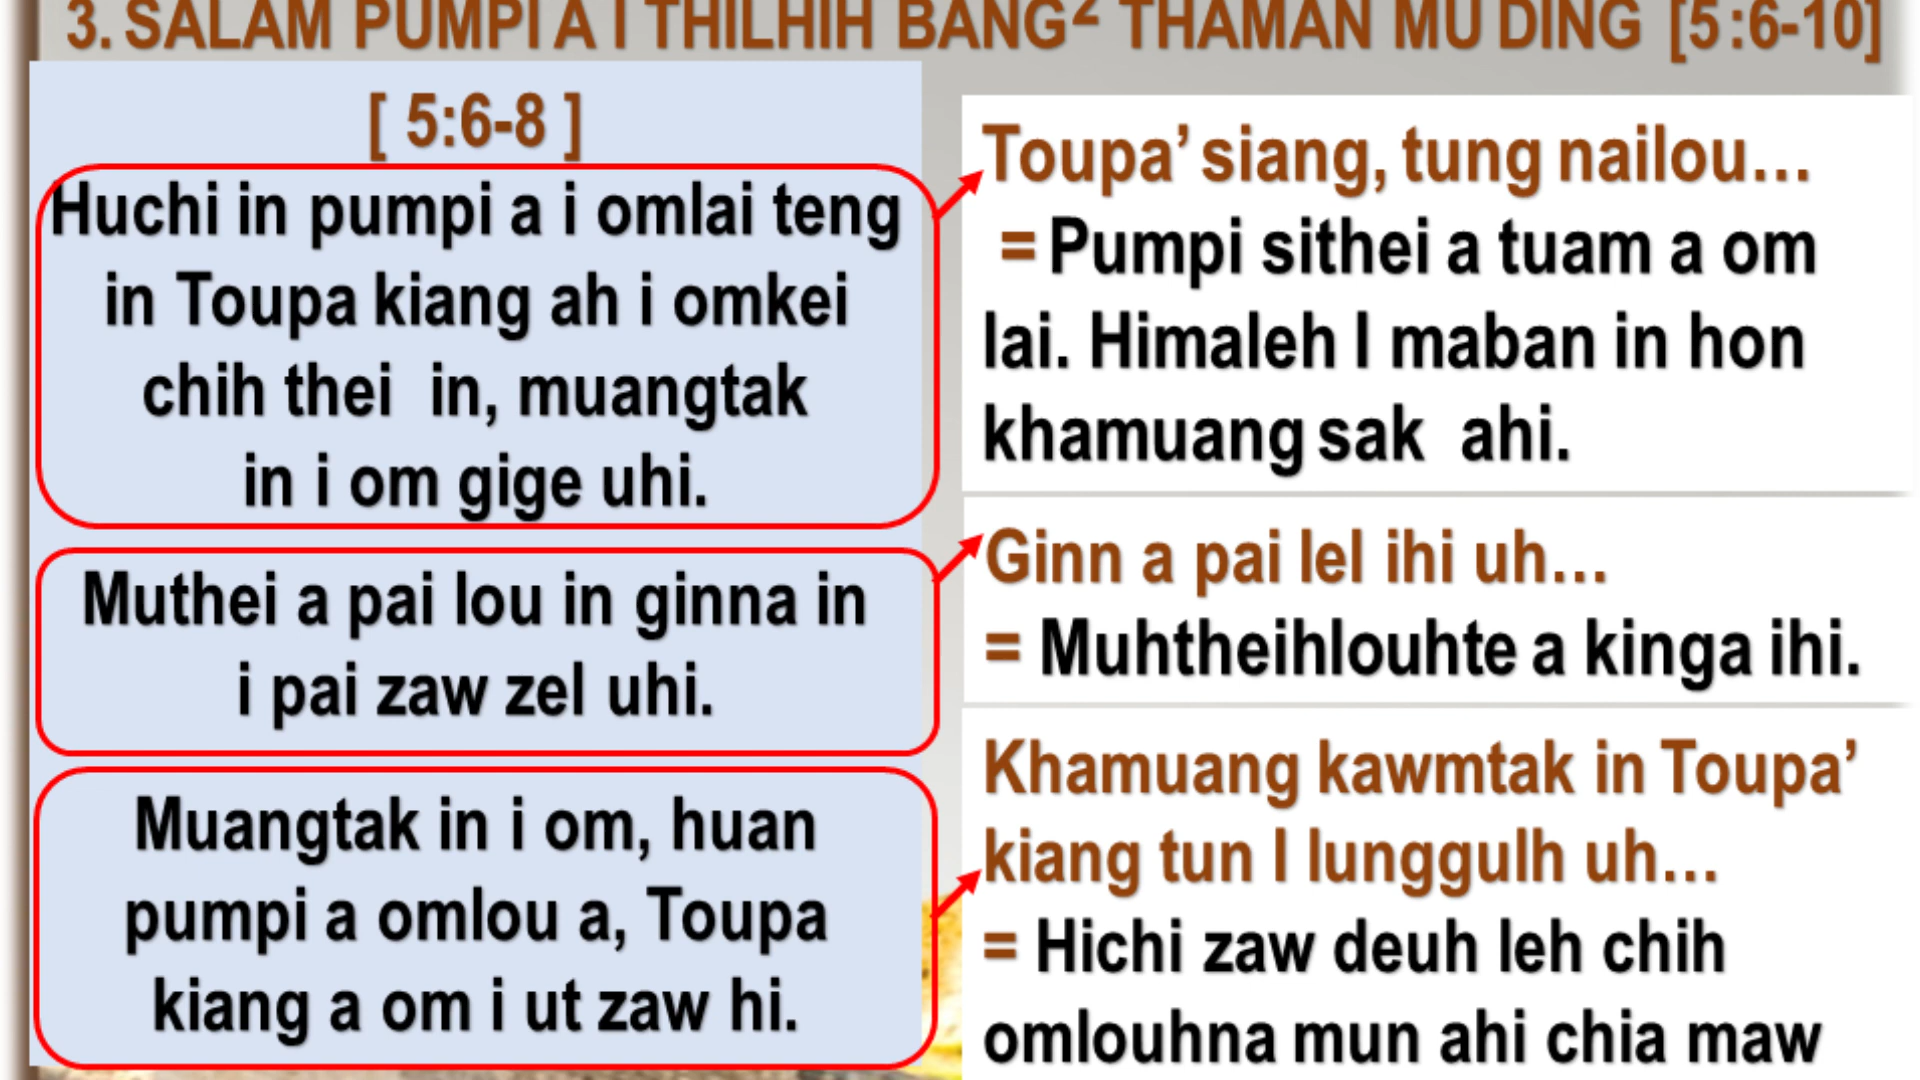 3. SALAM PUMPI A I THILHIH BANG² THAMAN MU DING [5:6-10]
[ 5:6-8 ]
Huchi in pumpi a i omlai teng
in Toupa kiang ah i omkei
chih thei in, muangtak
in i om gige uhi.
Muthei a pai lou in ginna in
i pai zaw zel uhi.
Muangtak in i om, huan
pumpi a omlou a, Toupa
kiang a om i ut zaw hi.
Toupa’ siang, tung nailou…
= Pumpi sithei a tuam a om
lai. Himaleh I maban in hon
khamuang sak ahi.
Ginn a pai lel ihi uh…
= Muhtheihlouhte a kinga ihi.
Khamuang kawmtak in Toupa’
kiang tun I lunggulh uh…
= Hichi zaw deuh leh chih
omlouhna mun ahi chia maw